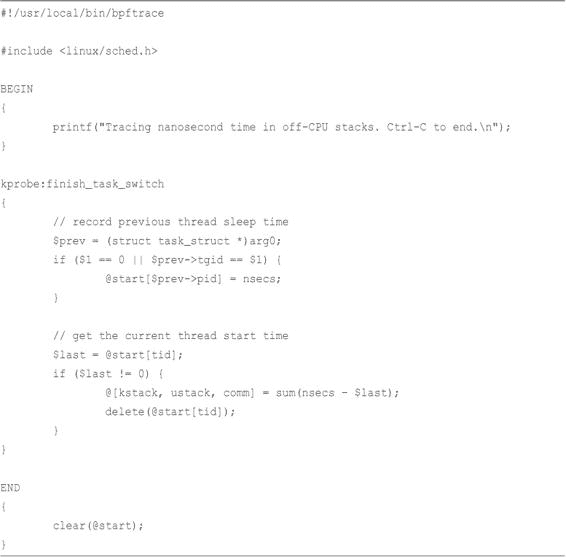 #!/usr/local/bin/bpftrace
#include <linux/sched.h>
BEGIN
{
        printf("Tracing nanosecond time in off-CPU stacks. Ctrl-C to end.\n");
}
kprobe:finish_task_switch
{
        // record previous thread sleep time
        $prev = (struct task_struct *)arg0;
        if ($1 == 0 || $prev->tgid == $1) {
                @start[$prev->pid] = nsecs;
        }
        // get the current thread start time
        $last = @start[tid];
        if ($last != 0) {
                @[kstack, ustack, comm] = sum(nsecs - $last);
                delete(@start[tid]);
        }
}
END
{
        clear(@start);
}